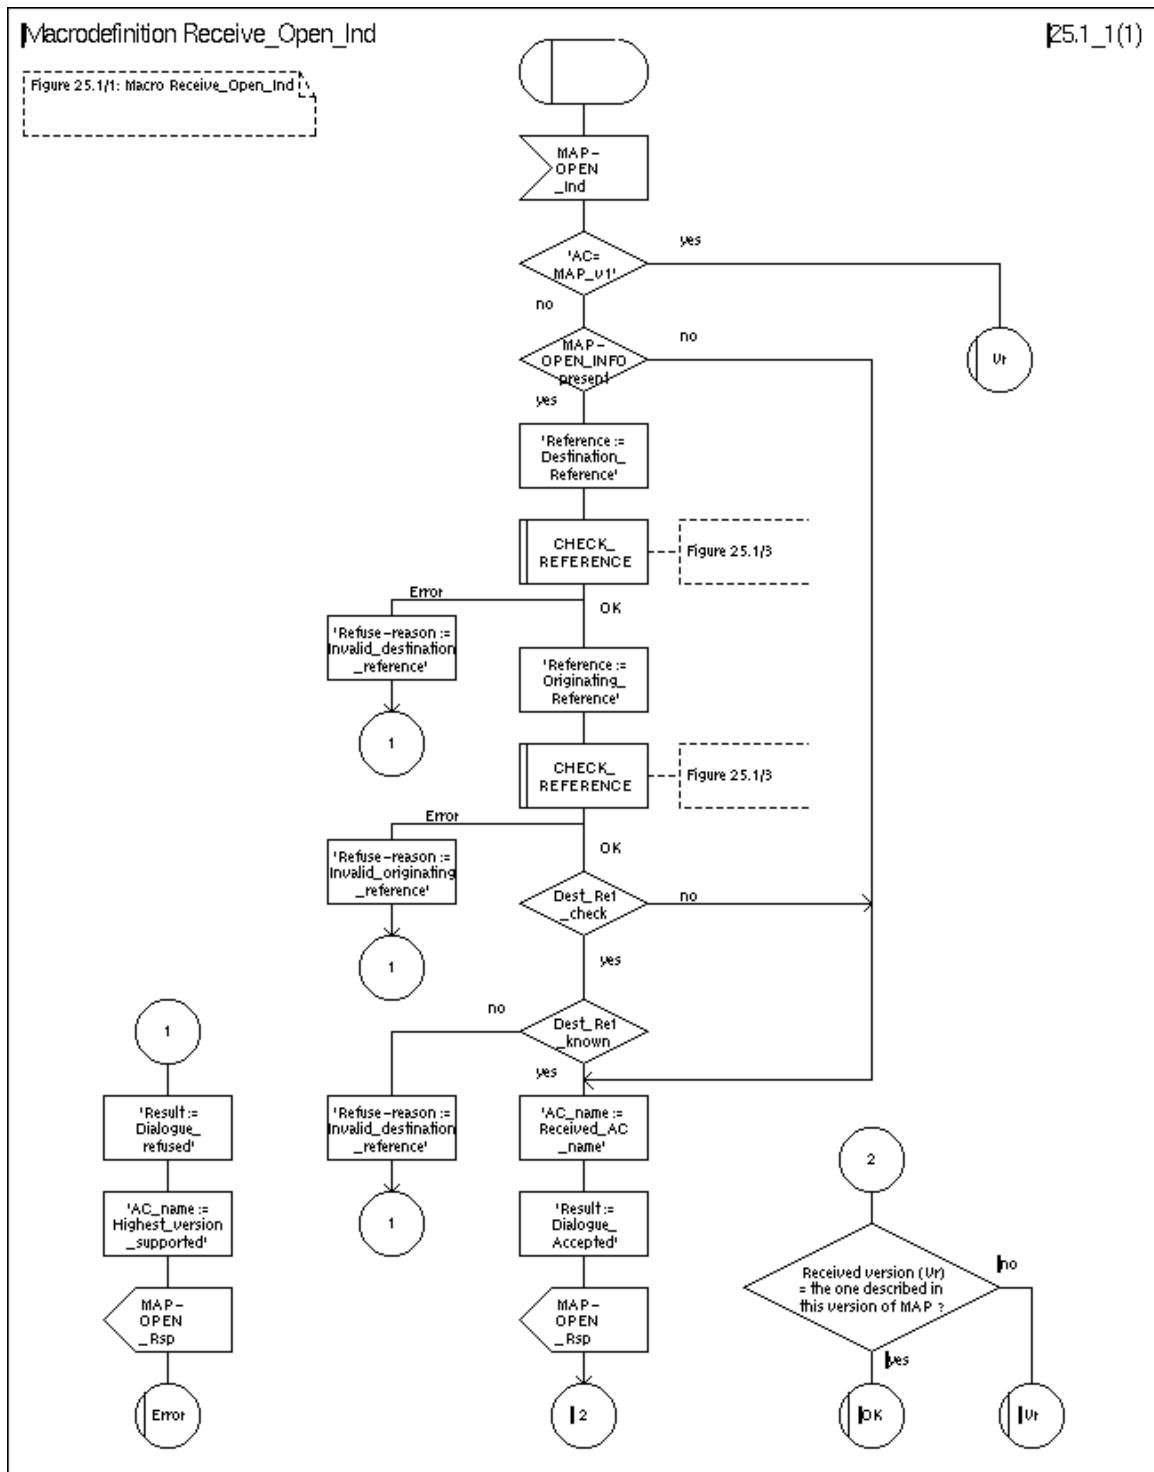 Macrodefinition Receive_Open_Ind
25.1_1(1)
Figure 25.1/1: Macro Receive_Open_Ind
MAP-
OPEN
_Ind
'AC=
MAP_v1'
yes
no
Vr
MAP-
OPEN_INFO
present
no
yes
'Reference :=
Destination_
Reference'
CHECK_
REFERENCE
Figure 25.1/3
Error
OK
'Refuse-reason :=
Invalid_destination
_reference'
1
'Reference :=
Originating_
Reference'
CHECK_
REFERENCE
Figure 25.1/3
Error
OK
'Refuse-reason :=
Invalid_originating
_reference'
1
Dest_Ref
_check
no
yes
Dest_Ref
_known
no
yes
1
'Result :=
Dialogue_
refused'
'AC_name :=
Highest_version
_supported'
MAP-
OPEN
_Rsp
Error
'Refuse-reason :=
Invalid_destination
_reference'
1
'AC_name :=
Received_AC
_name'
'Result :=
Dialogue_
Accepted'
MAP-
OPEN
_Rsp
2
2
Received version (Vr)
= the one described in
this version of MAP ?
no
yes
OK
Vr